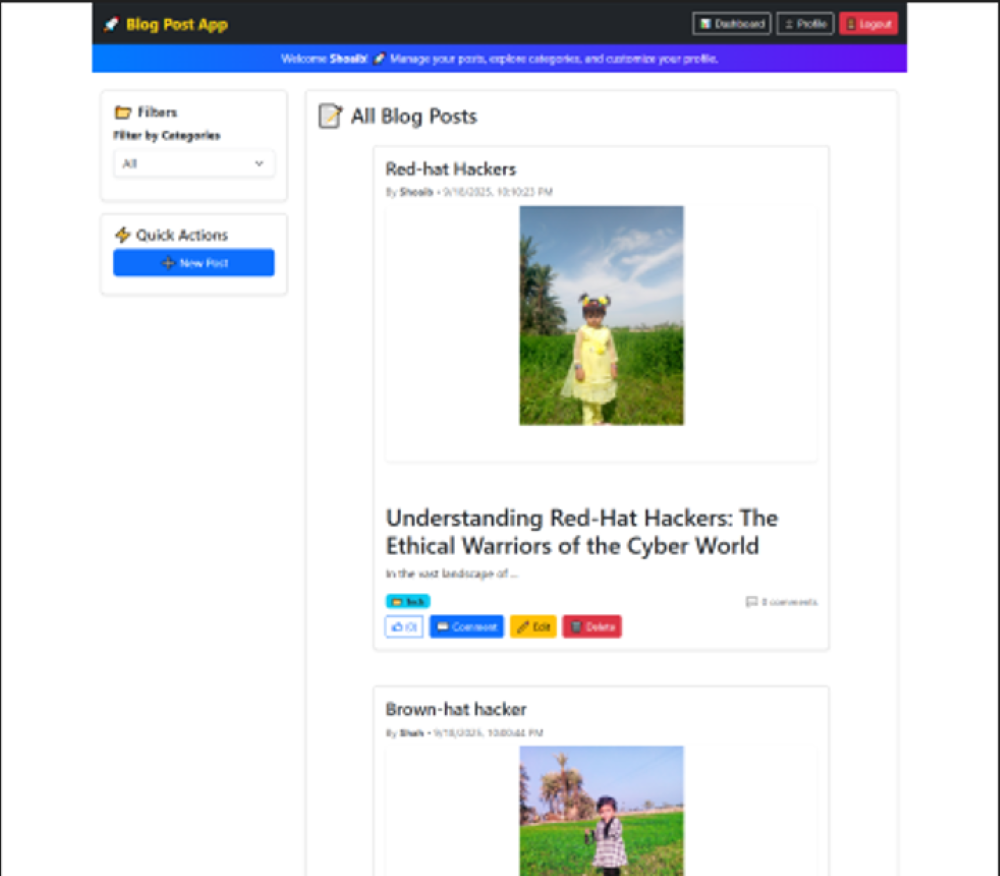 Blog Post App
Dashboard
Profile
Logout
Welcome Shoaib! Manage your posts, explore categories, and customize your profile.
Filters
Filter by Categories
All
Quick Actions
New Post
All Blog Posts
Red-hat Hackers
By Shoaib • 9/18/2025, 10:10:23 PM
Understanding Red-Hat Hackers: The
Ethical Warriors of the Cyber World
In the vast landscape of ...
Tech
0 comments
(0)
Comment
Edit
Delete
Brown-hat hacker
By Shah • 9/18/2025, 10:00:44 PM